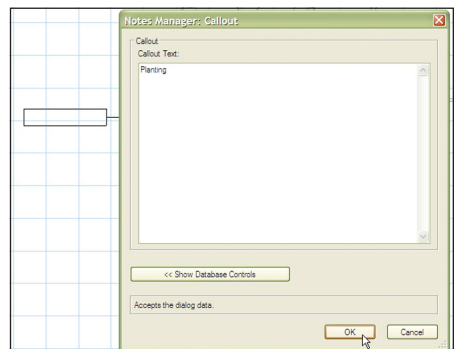 Notes Manager: Callout
Callout
Callout Text:
Planting
<< Show Database Controls
Accepts the dialog data.
OK
Cancel